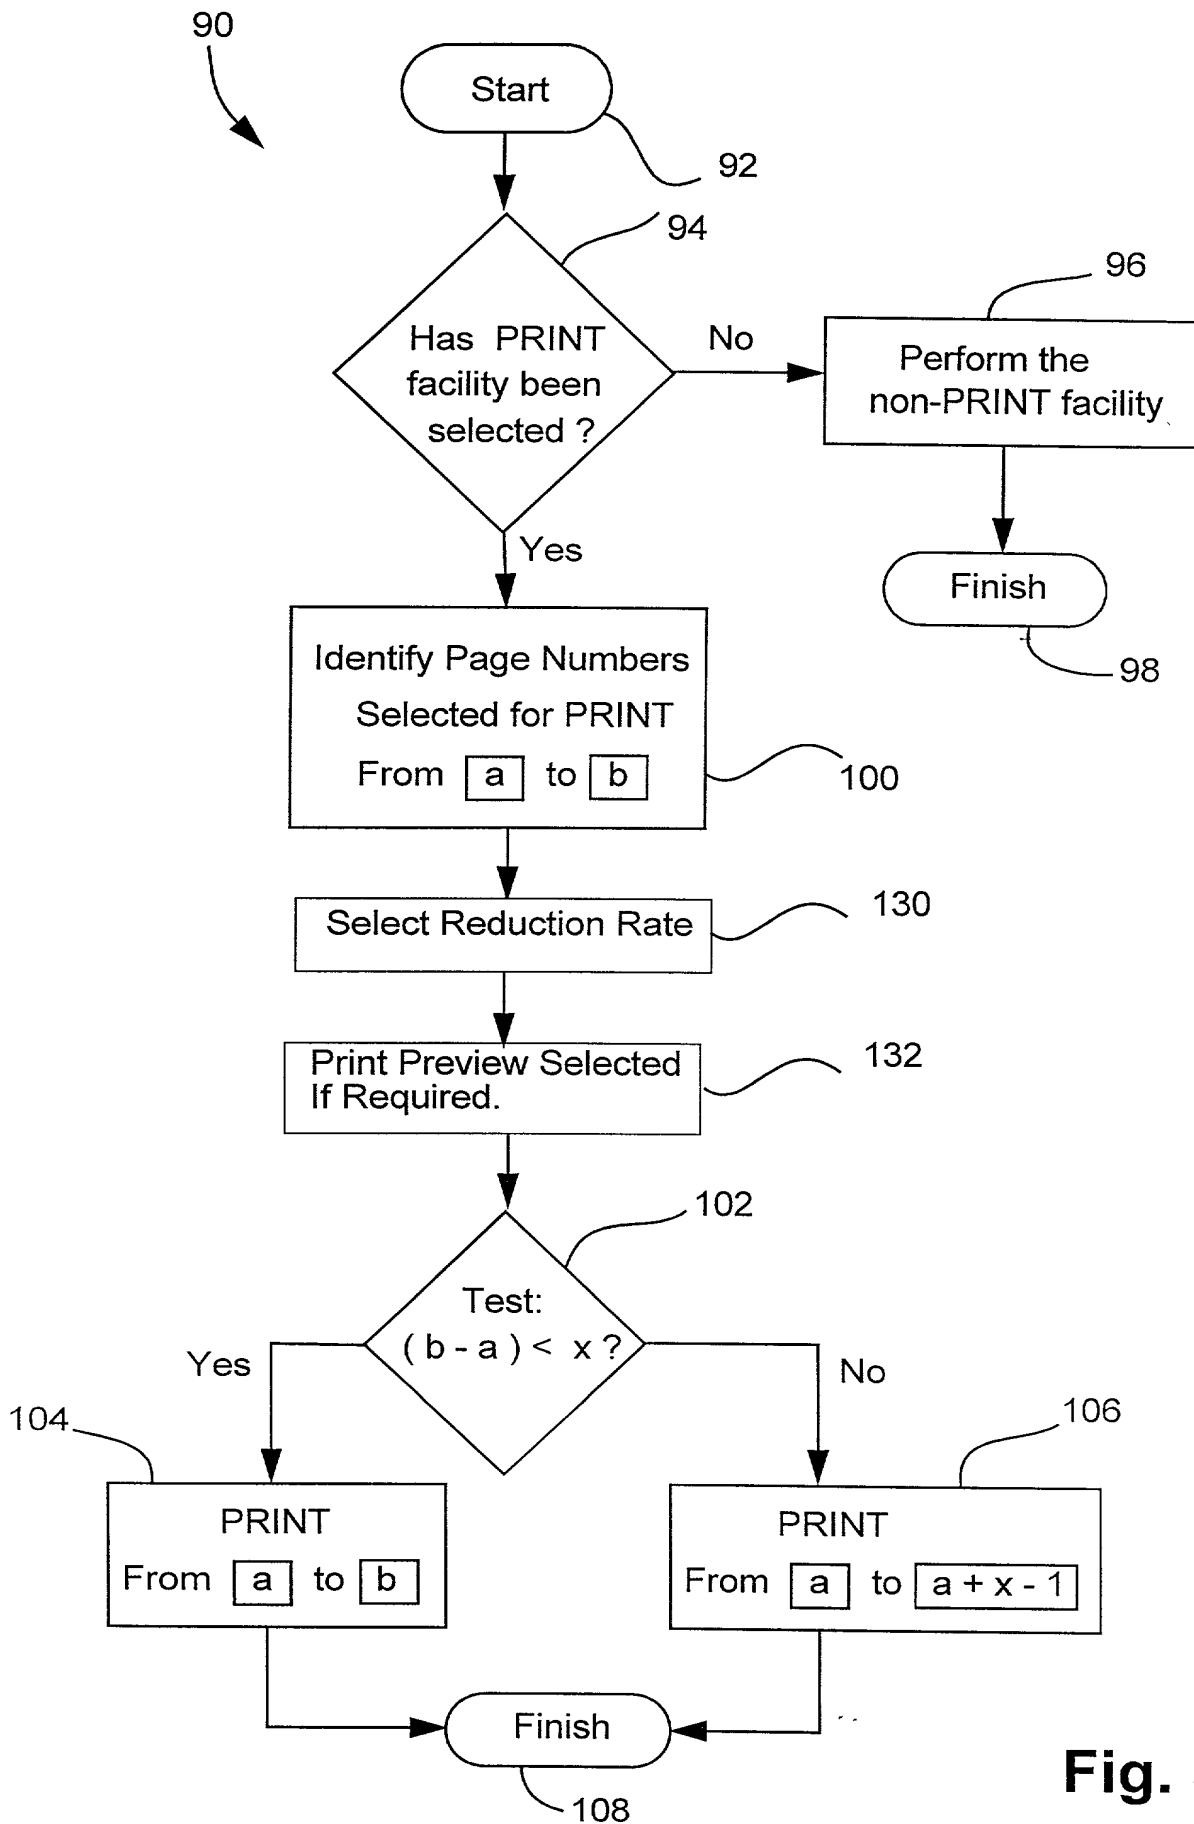 90
Start
92
94
Has PRINT
facility been
selected ?
No
96
Perform the
non-PRINT facility
Yes
Finish
98
Identify Page Numbers
Selected for PRINT
From a to b
100
Select Reduction Rate
130
Print Preview Selected
If Required.
132
102
Test:
( b - a ) < x ?
Yes
No
104
106
PRINT
From a to b
PRINT
From a to a + x - 1
Finish
108
Fig.